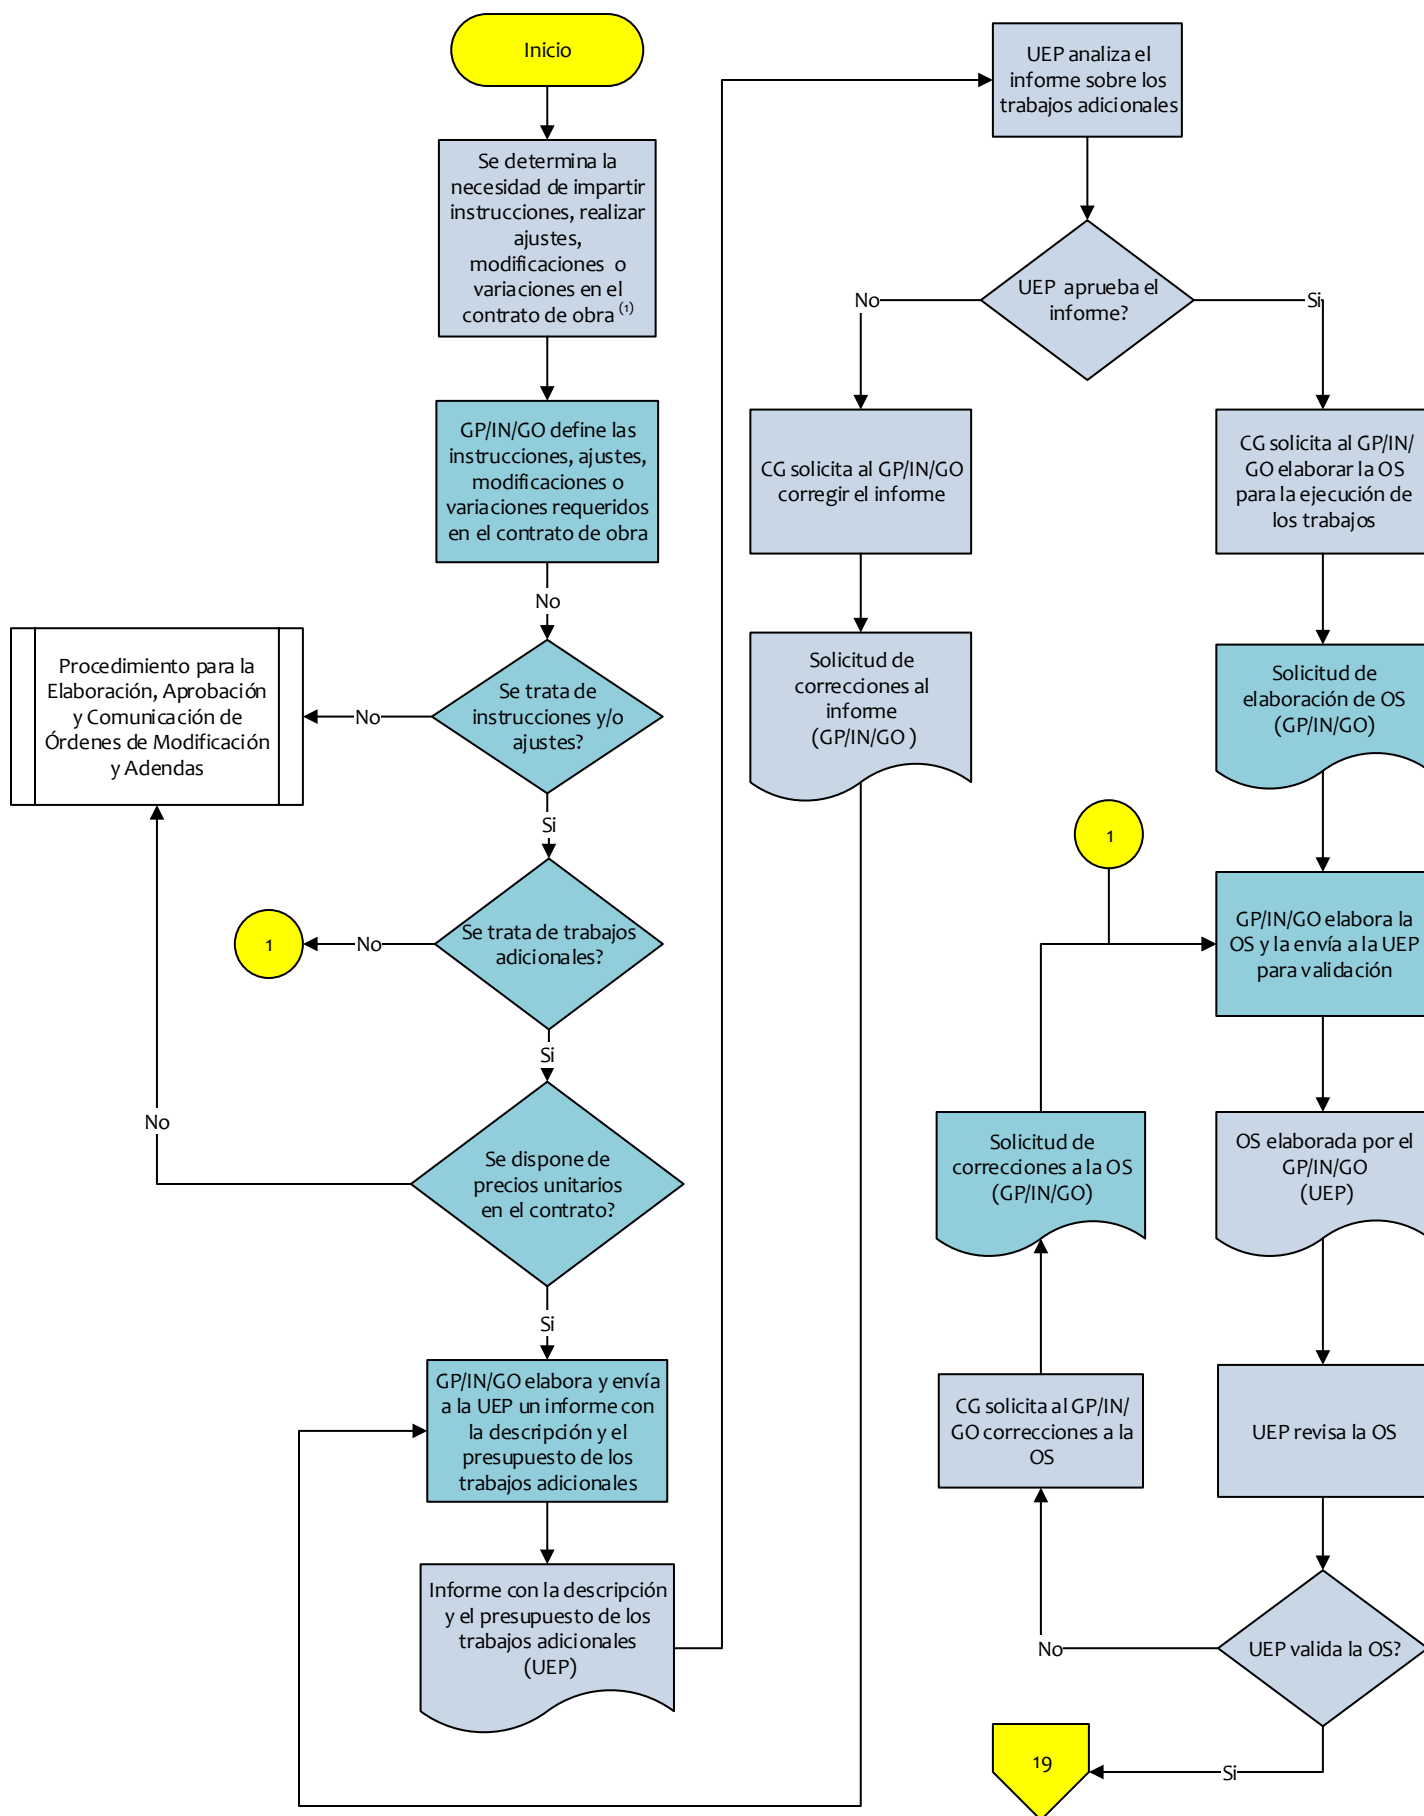 Inicio
Se determina la
necesidad de impartir
instrucciones, realizar
ajustes,
modificaciones o
variaciones en el
contrato de obra (1)
GP/IN/GO define las
instrucciones, ajustes,
modificaciones o
variaciones requeridos
en el contrato de obra
No
Se trata de
instrucciones y/o
ajustes?
No
Procedimiento para la
Elaboración, Aprobación
y Comunicación de
Órdenes de Modificación
y Adendas
Si
Se trata de trabajos
adicionales?
No
1
Si
Se dispone de
precios unitarios
en el contrato?
No
Si
GP/IN/GO elabora y envía
a la UEP un informe con
la descripción y el
presupuesto de los
trabajos adicionales
Informe con la descripción
y el presupuesto de los
trabajos adicionales
(UEP)
UEP analiza el
informe sobre los
trabajos adicionales
UEP aprueba el
informe?
No
Si
CG solicita al GP/IN/GO
corregir el informe
Solicitud de
correcciones al
informe
(GP/IN/GO )
CG solicita al GP/IN/
GO elaborar la OS
para la ejecución de
los trabajos
Solicitud de
elaboración de OS
(GP/IN/GO)
1
GP/IN/GO elabora la
OS y la envía a la UEP
para validación
OS elaborada por el
GP/IN/GO
(UEP)
UEP revisa la OS
UEP valida la OS?
No
CG solicita al GP/IN/
GO correcciones a la
OS
Solicitud de
correcciones a la OS
(GP/IN/GO)
Si
19